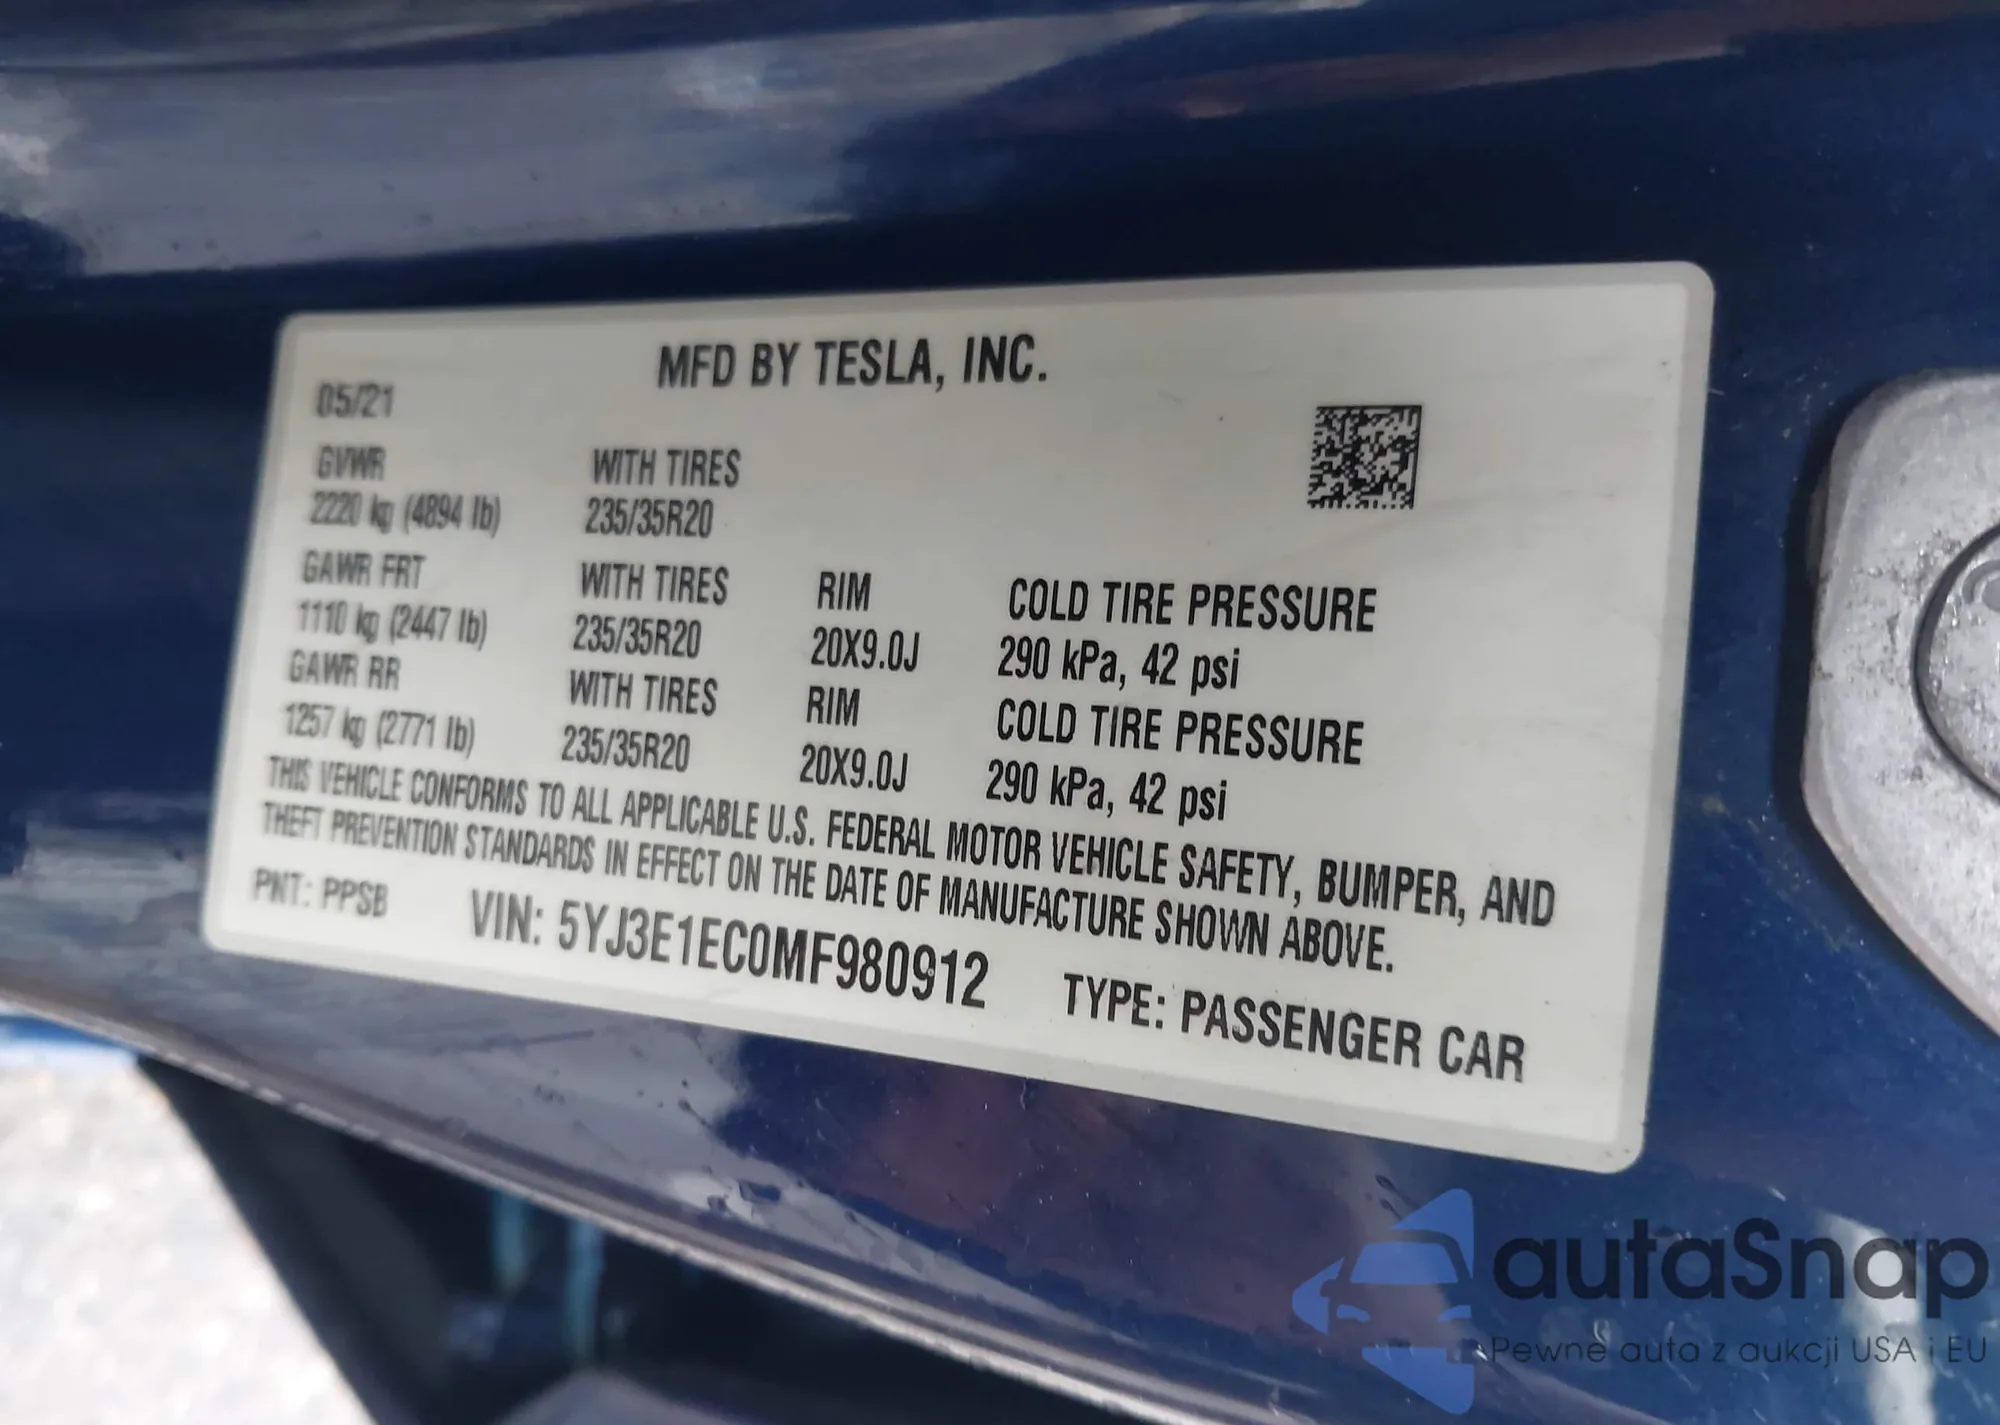 MFD BY TESLA, INC.
05/21
GVWR WITH TIRES
2220 kg (4894 lb) 235/35R20
GAWR FRT WITH TIRES RIM COLD TIRE PRESSURE
1110 kg (2447 lb) 235/35R20 20X9.0J 290 kPa, 42 psi
GAWR RR WITH TIRES RIM COLD TIRE PRESSURE
1257 kg (2771 lb) 235/35R20 20X9.0J 290 kPa, 42 psi
THIS VEHICLE CONFORMS TO ALL APPLICABLE U.S. FEDERAL MOTOR VEHICLE SAFETY, BUMPER, AND
THEFT PREVENTION STANDARDS IN EFFECT ON THE DATE OF MANUFACTURE SHOWN ABOVE.
PNT: PPSB VIN: 5YJ3E1EC0MF980912 TYPE: PASSENGER CAR
autaSnap
Pewne auta z aukcji USA i EU